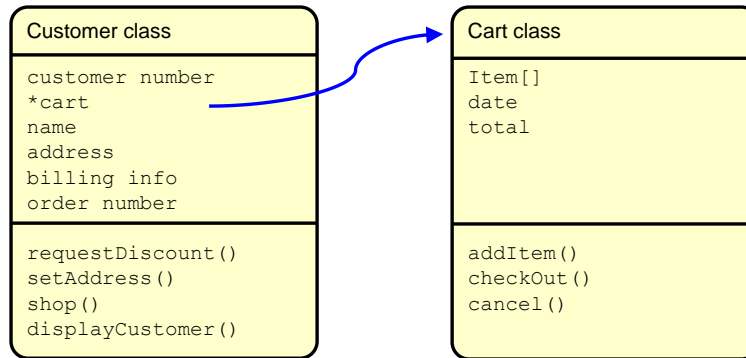 Customer class
customer number
*cart
name
address
billing info
order number
requestDiscount()
setAddress()
shop()
displayCustomer()
Cart class
Item[]
date
total
addItem()
checkOut()
cancel()